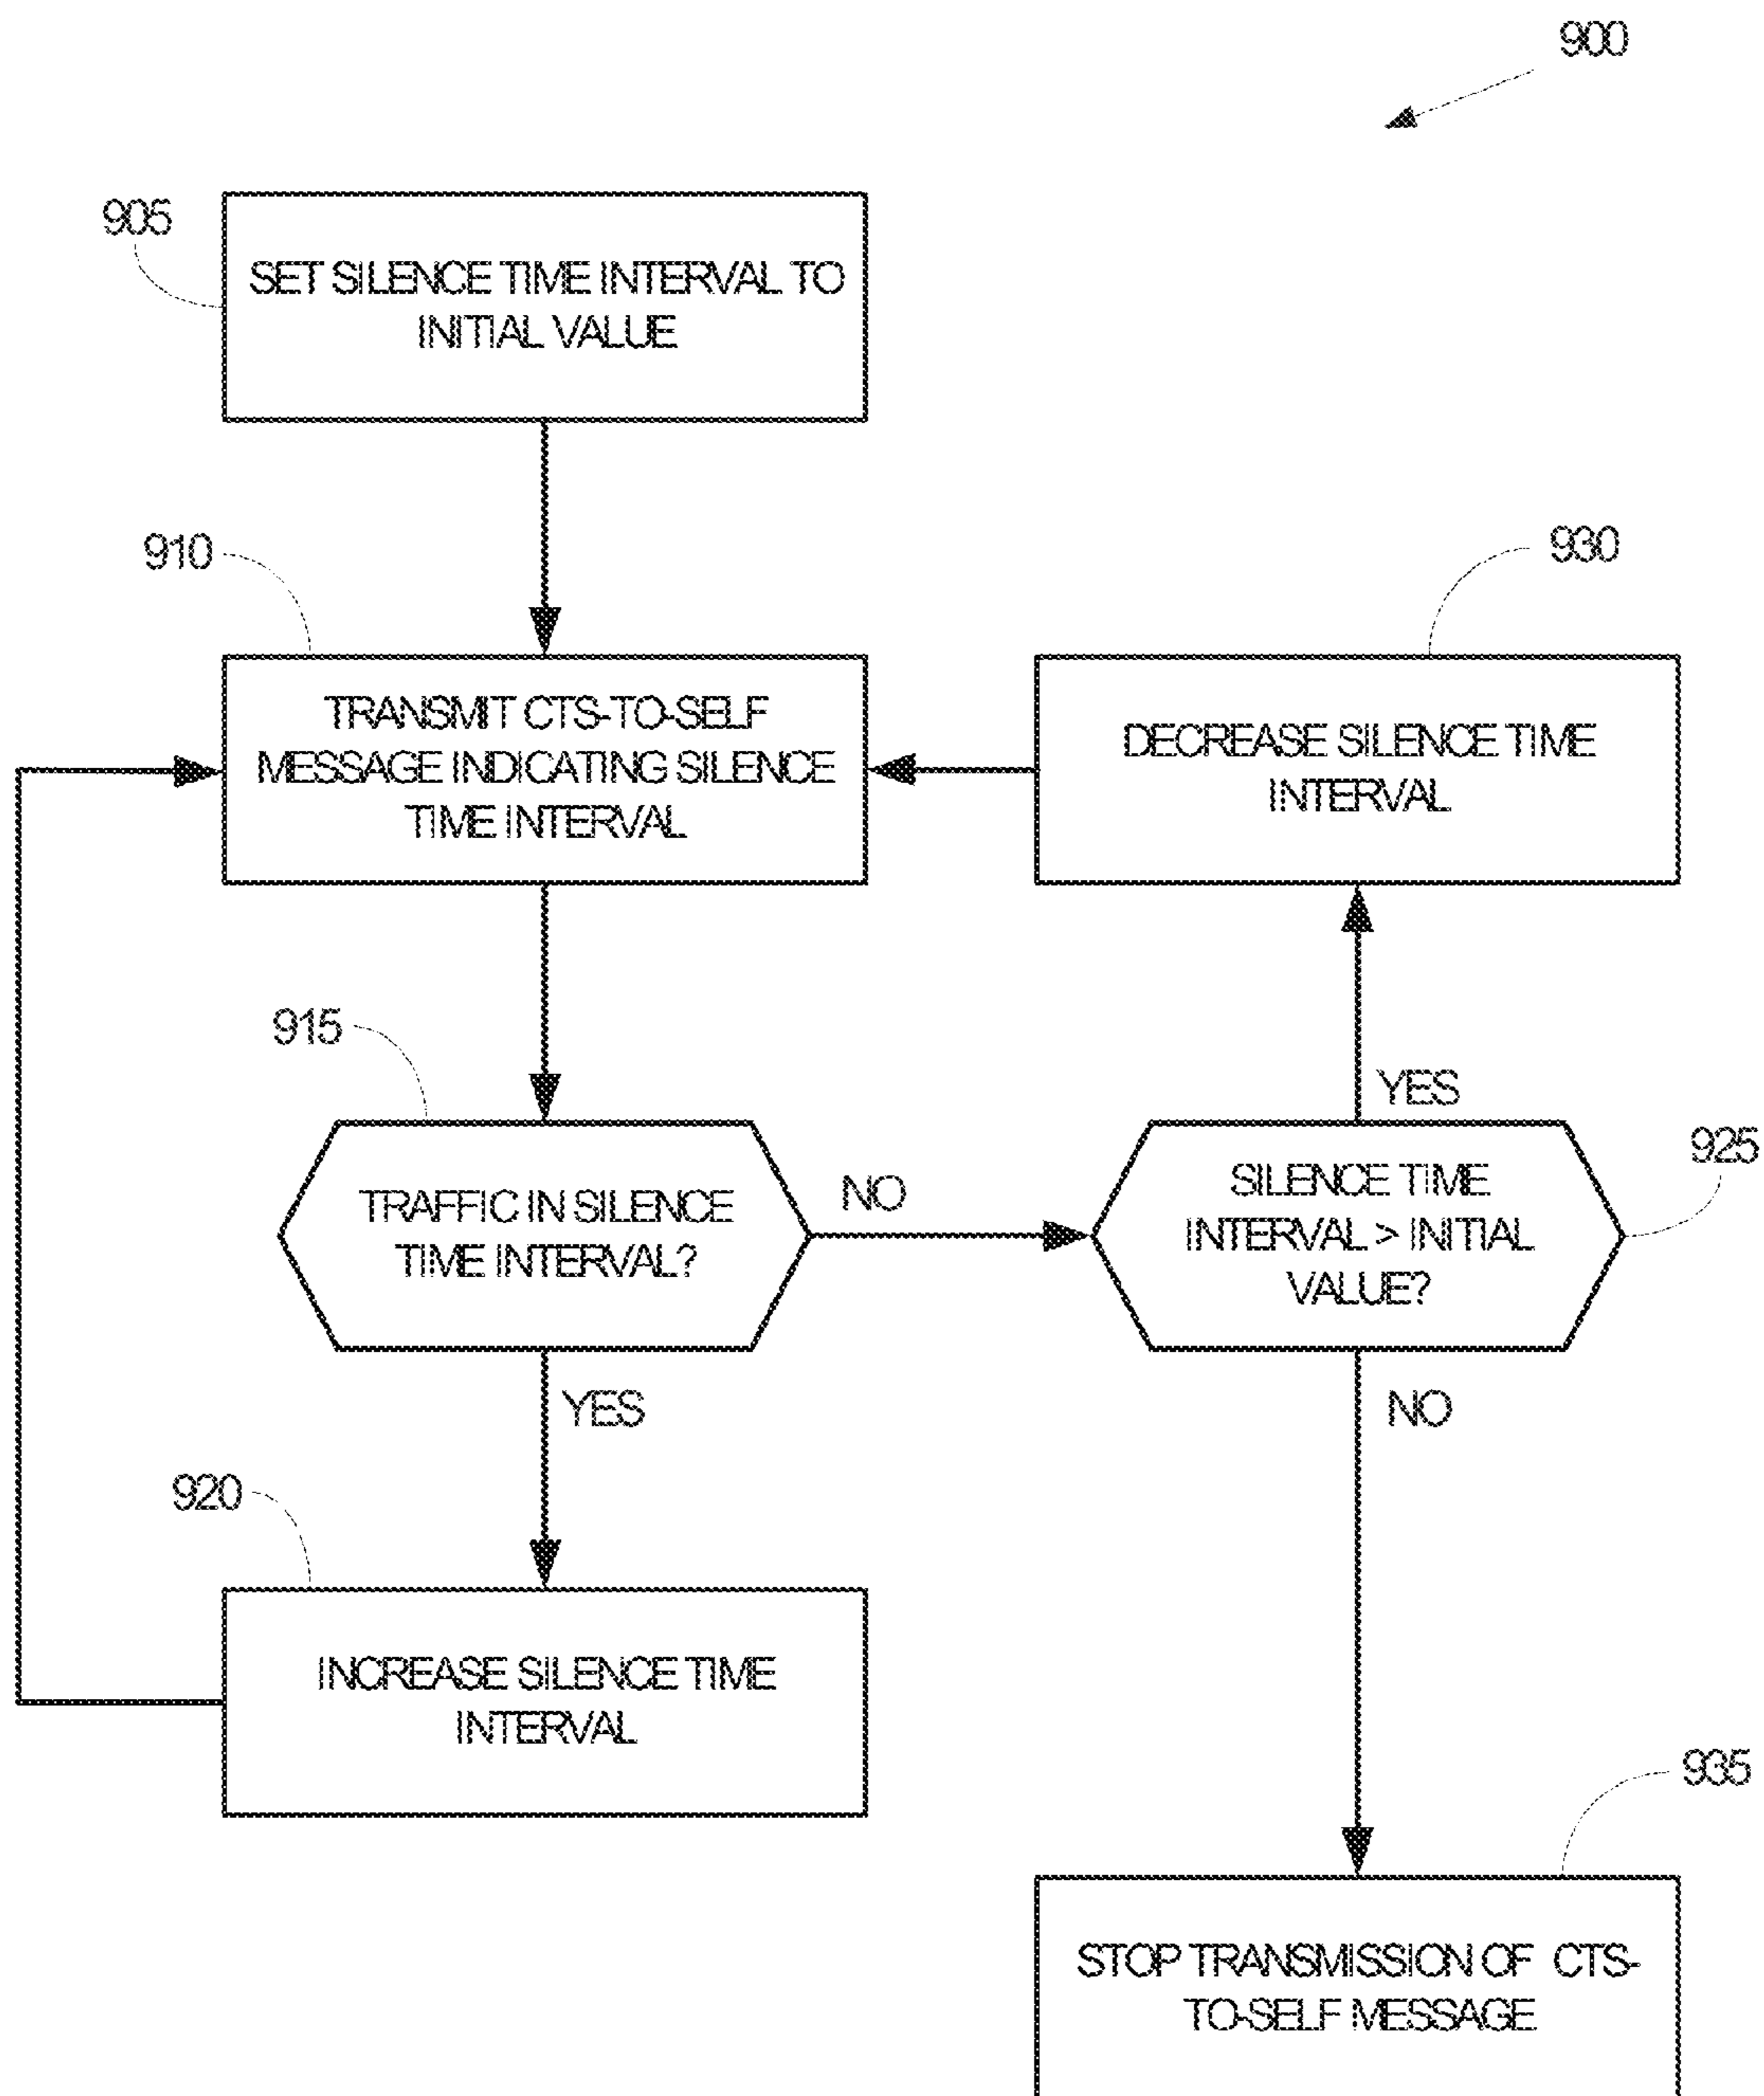 900
905
SET SILENCE TIME INTERVAL TO
INITIAL VALUE
910
TRANSMIT CTS-TO-SELF
MESSAGE INDICATING SILENCE
TIME INTERVAL
930
DECREASE SILENCE TIME
INTERVAL
915
TRAFFIC IN SILENCE
TIME INTERVAL?
NO
YES
925
SILENCE TIME
INTERVAL > INITIAL
VALUE?
YES
NO
920
INCREASE SILENCE TIME
INTERVAL
935
STOP TRANSMISSION OF CTS-
TO-SELF MESSAGE